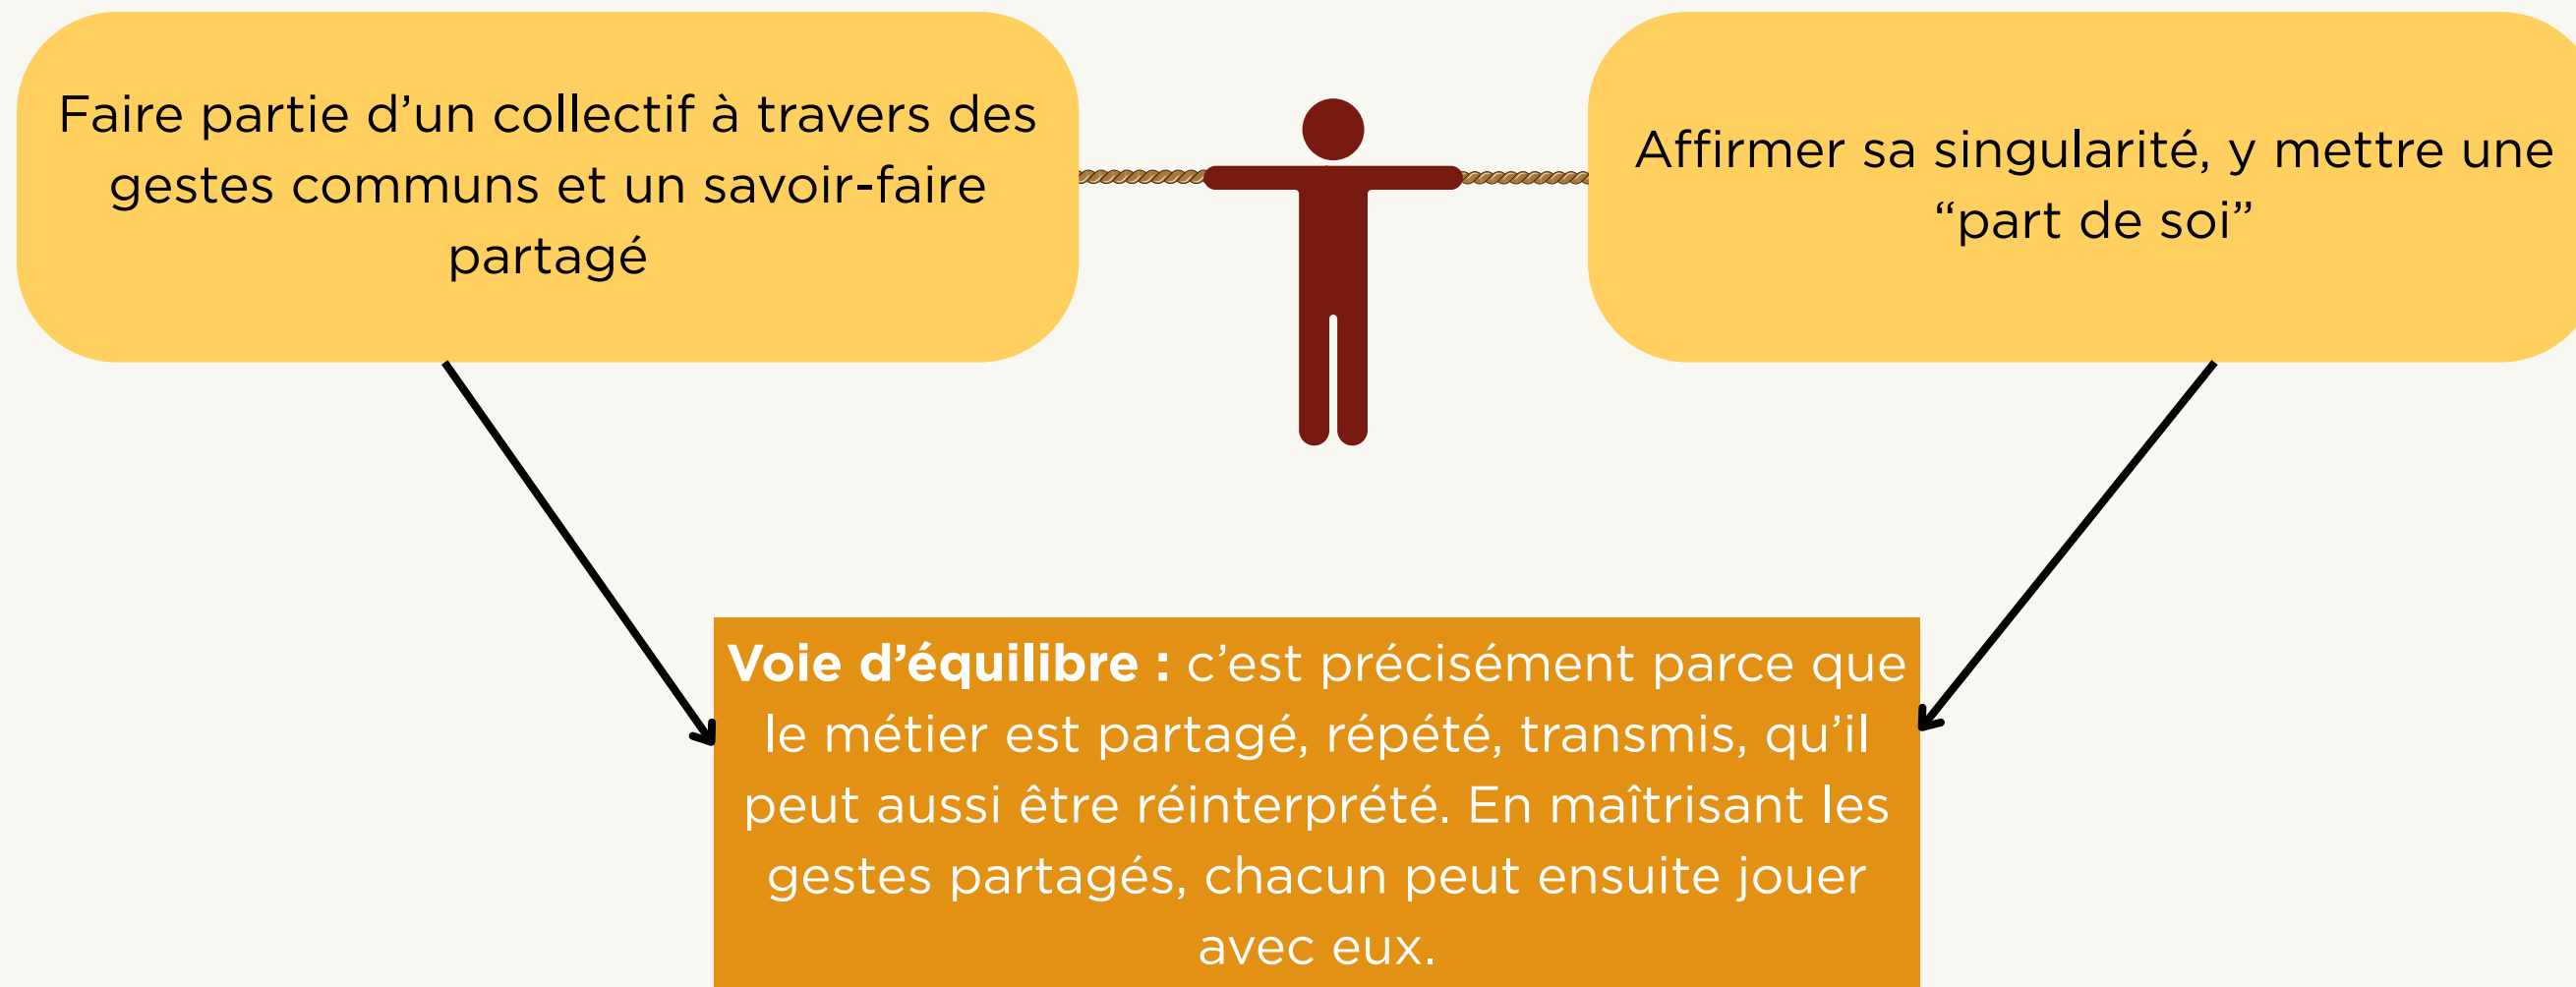 Faire partie d’un collectif à travers des
gestes communs et un savoir-faire
partagé
Affirmer sa singularité, y mettre une
“part de soi”
Voie d’équilibre : c’est précisément parce que
le métier est partagé, répété, transmis, qu’il
peut aussi être réinterprété. En maîtrisant les
gestes partagés, chacun peut ensuite jouer
avec eux.